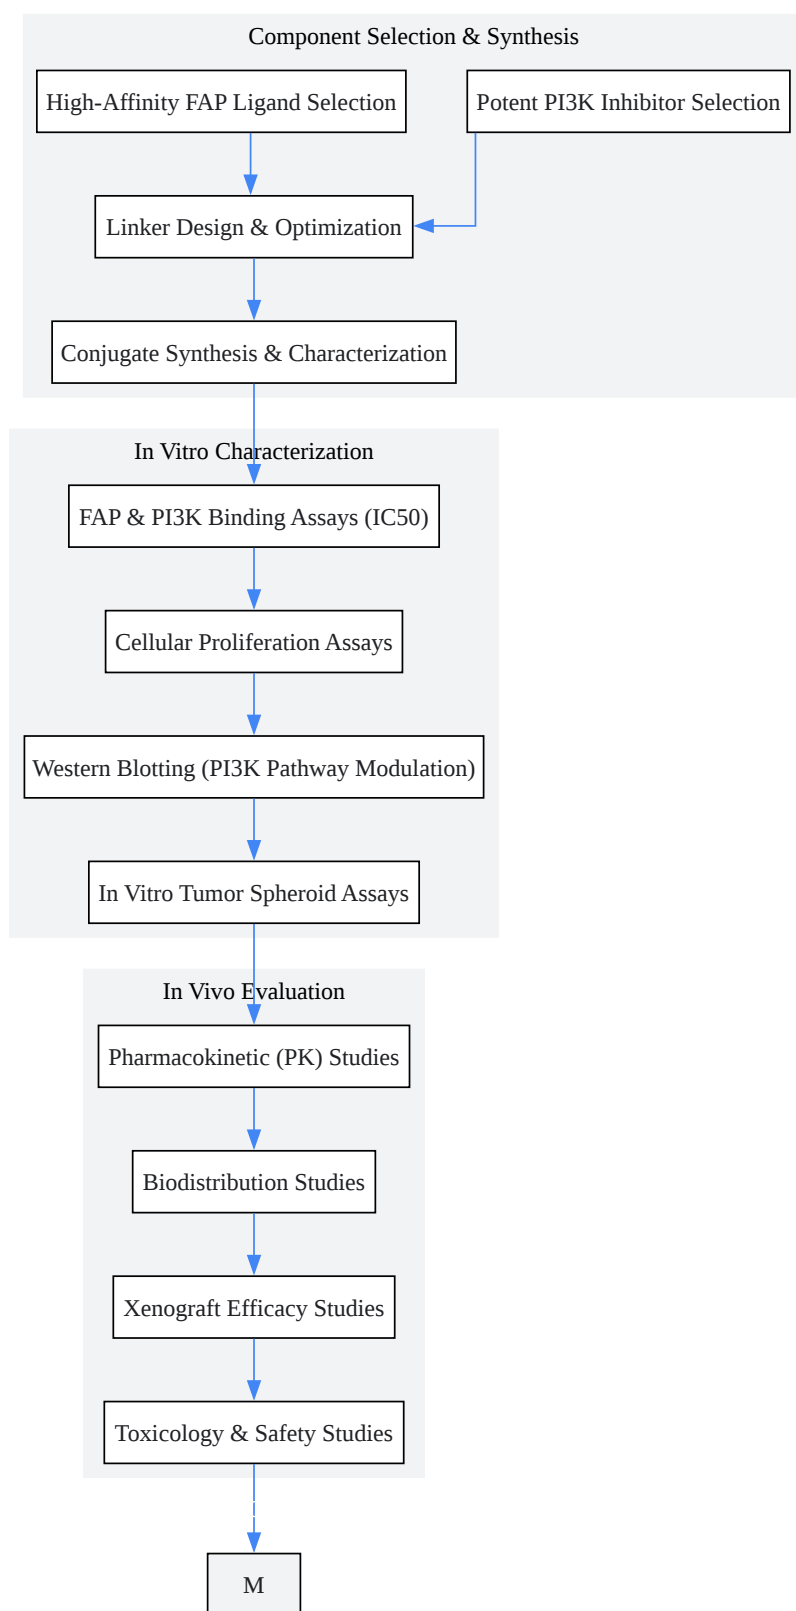 Component Selection & Synthesis
High-Affinity FAP Ligand Selection
Potent PI3K Inhibitor Selection
Linker Design & Optimization
Conjugate Synthesis & Characterization
In Vitro Characterization
FAP & PI3K Binding Assays (IC50)
Cellular Proliferation Assays
Western Blotting (PI3K Pathway Modulation)
In Vitro Tumor Spheroid Assays
In Vivo Evaluation
Pharmacokinetic (PK) Studies
Biodistribution Studies
Xenograft Efficacy Studies
Toxicology & Safety Studies
M